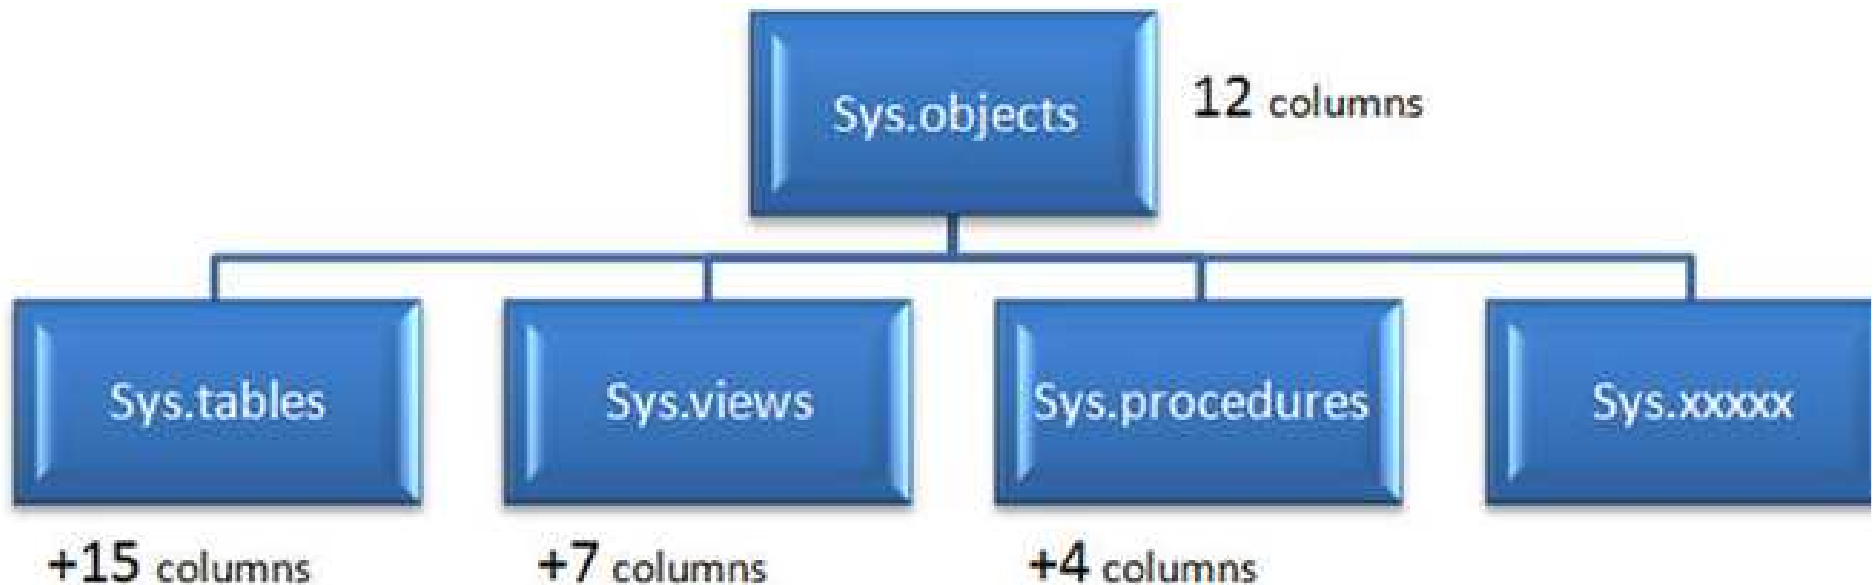 Sys.objects
12 columns
Sys.tables
Sys.views
Sys.procedures
Sys.xxxxx
+15 columns
+7 columns
+4 columns